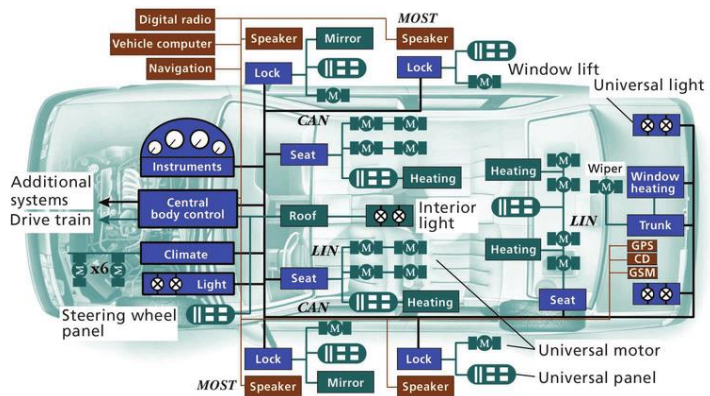 Digital radio
MOST
Speaker
Mirror
Speaker
Vehicle computer
Navigation
Lock
M
Lock
M
Window lift
Universal light
CAN
M M
Instruments
Seat
M M
Heating
Heating
M
M
Wiper
M
Window
heating
Additional
systems
Drive train
Central
body control
Roof
Interior
light
LIN
Trunk
Climate
LIN
M M
Heating
M
M
GPS
CD
GSM
M x6 M
Light
Seat
M M
CAN
Heating
Seat
Steering wheel
panel
M
Lock
Lock
M
Universal motor
MOST
Speaker
Mirror
Speaker
Universal panel